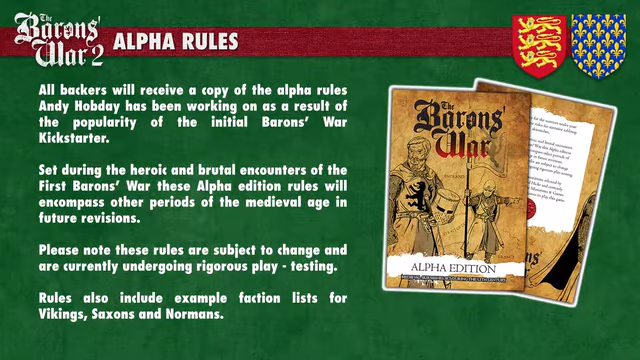 The
Barons'
War 2
ALPHA RULES
All backers will receive a copy of the alpha rules
Andy Hobday has been working on as a result of
the popularity of the initial Barons' War
Kickstarter.
Set during the heroic and brutal encounters of the
First Barons' War these Alpha edition rules will
encompass other periods of the medieval age in
future revisions.
Please note these rules are subject to change and
are currently undergoing rigorous play - testing.
Rules also include example faction lists for
Vikings, Saxons and Normans.
The
Barons'
War
ENGLAND
ALPHA EDITION